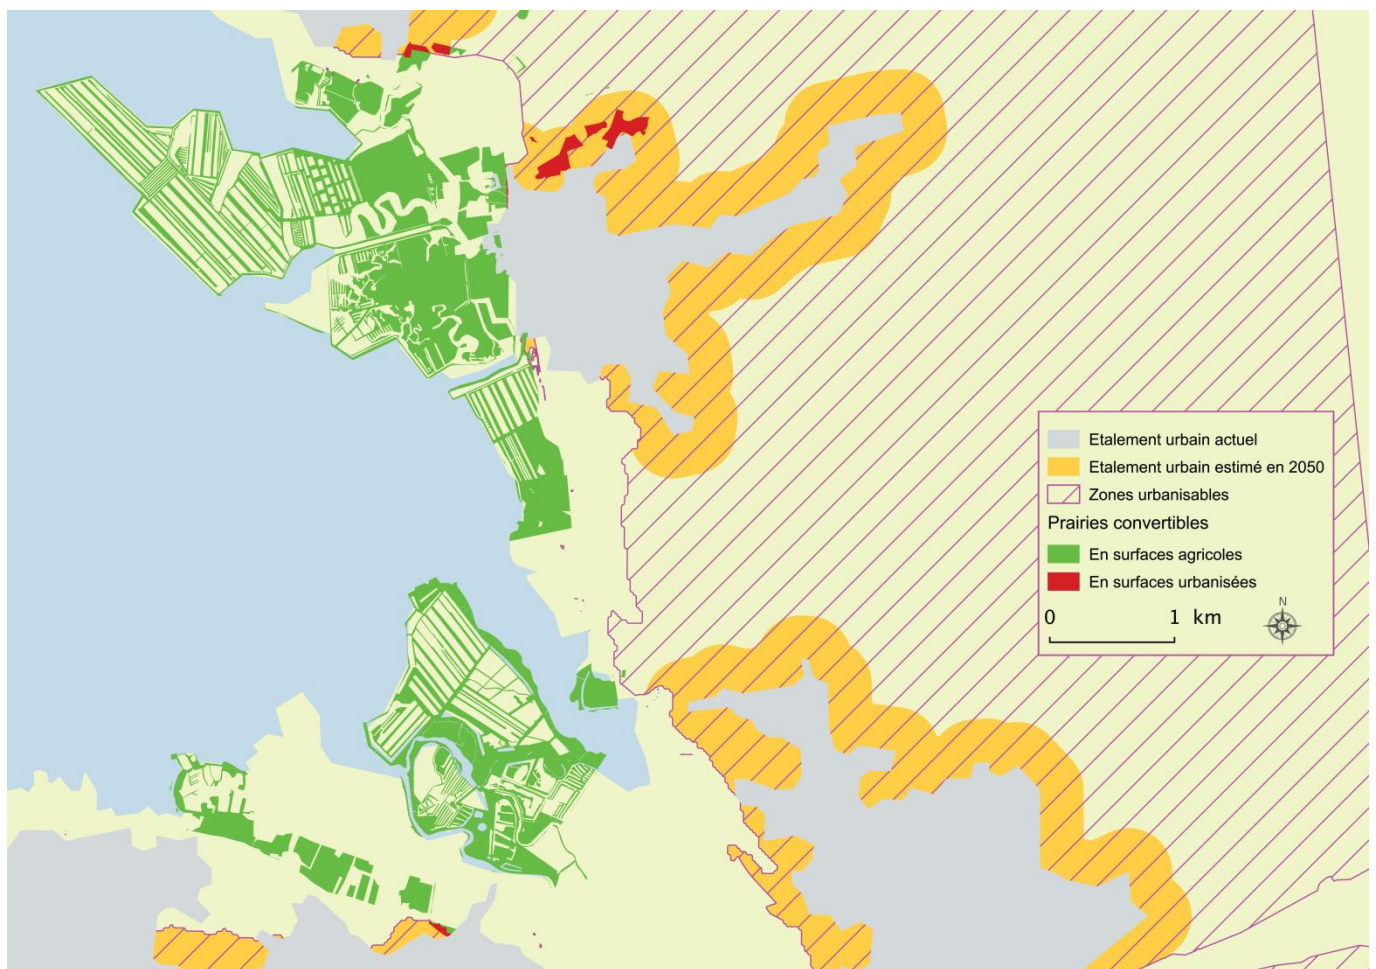 Etalement urbain actuel
Etalement urbain estimé en 2050
Zones urbanisables
Prairies convertibles
En surfaces agricoles
En surfaces urbanisées
0 1 km
N